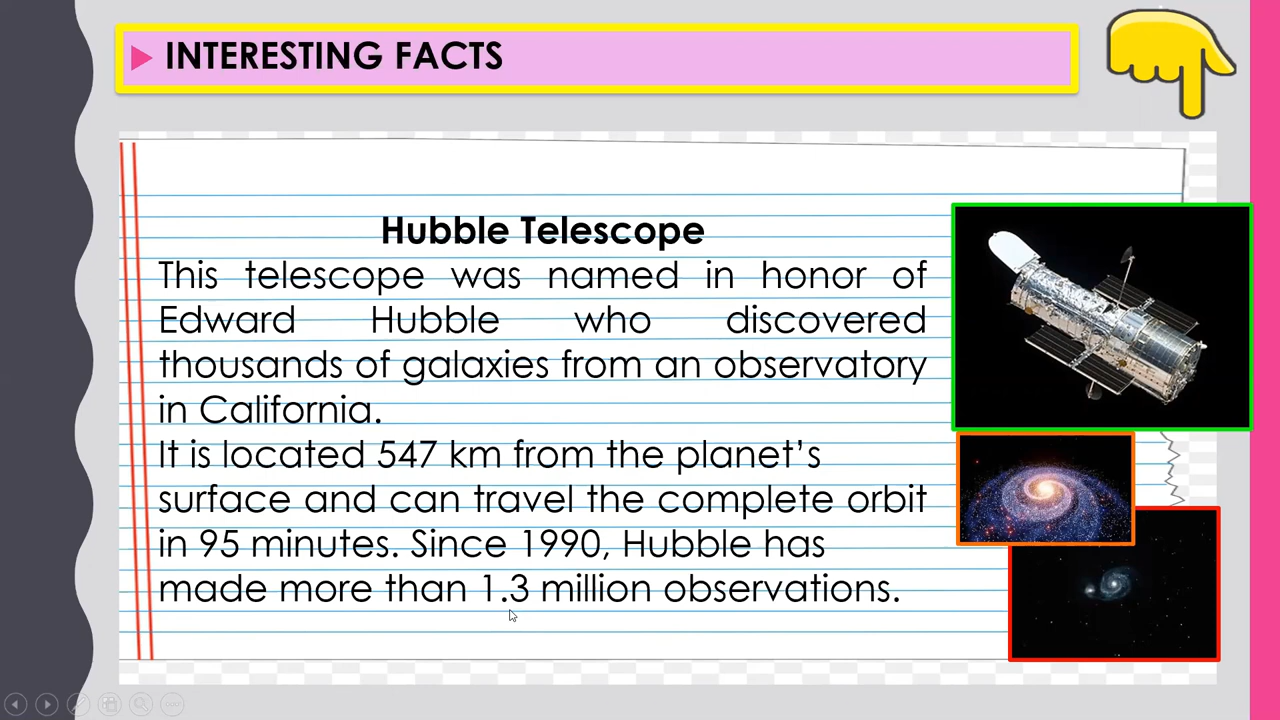 INTERESTING FACTS
Hubble Telescope
This telescope was named in honor of
Edward Hubble who discovered
thousands of galaxies from an observatory
in California.
It is located 547 km from the planet’s
surface and can travel the complete orbit
in 95 minutes. Since 1990, Hubble has
made more than 1.3 million observations.